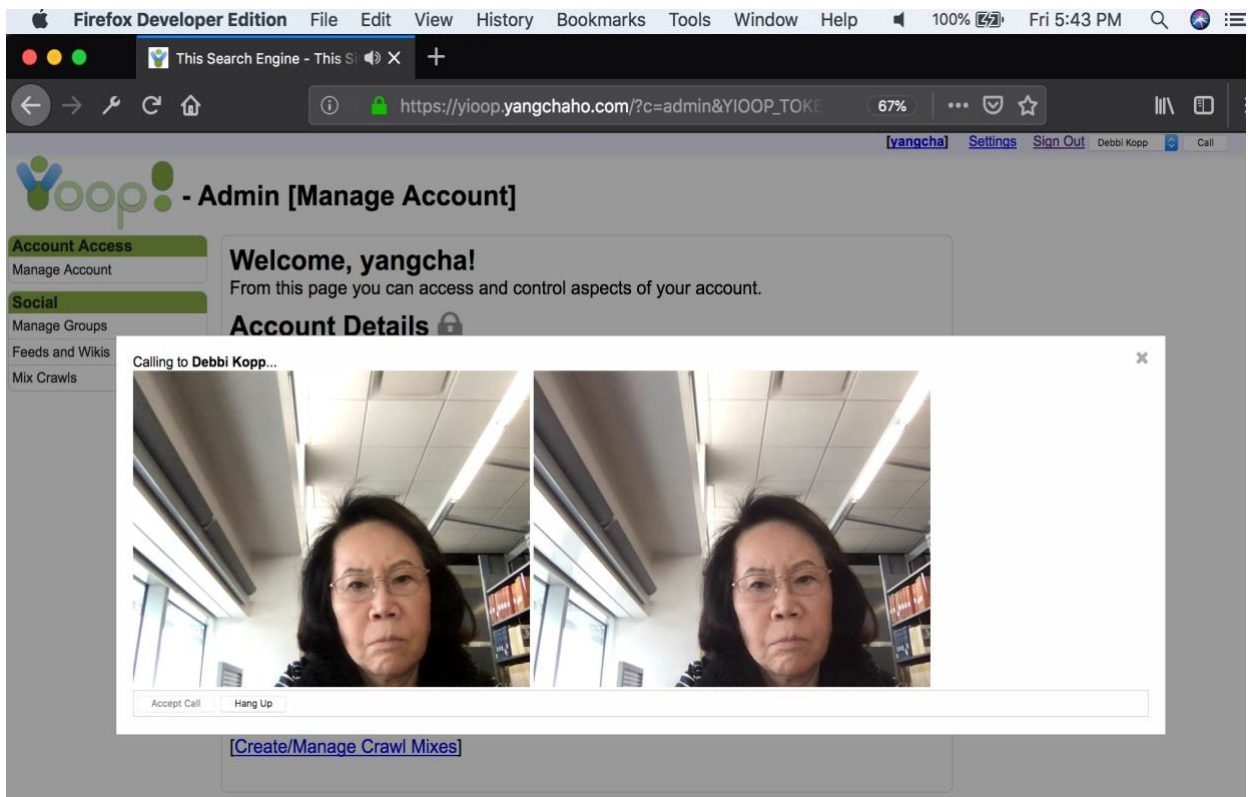 Firefox Developer Edition File Edit View History Bookmarks Tools Window Help 100% Fri 5:43 PM
This Search Engine - This Si
https://yioop.yangchaho.com/?c=admin&YIOOP_TOKE 67%
[yangcha] Settings Sign Out Debbi Kopp Call
Yioop! - Admin [Manage Account]
Account Access
Manage Account
Social
Manage Groups
Feeds and Wikis
Mix Crawls
Welcome, yangcha!
From this page you can access and control aspects of your account.
Account Details
Calling to Debbi Kopp...
Accept Call Hang Up
[Create/Manage Crawl Mixes]